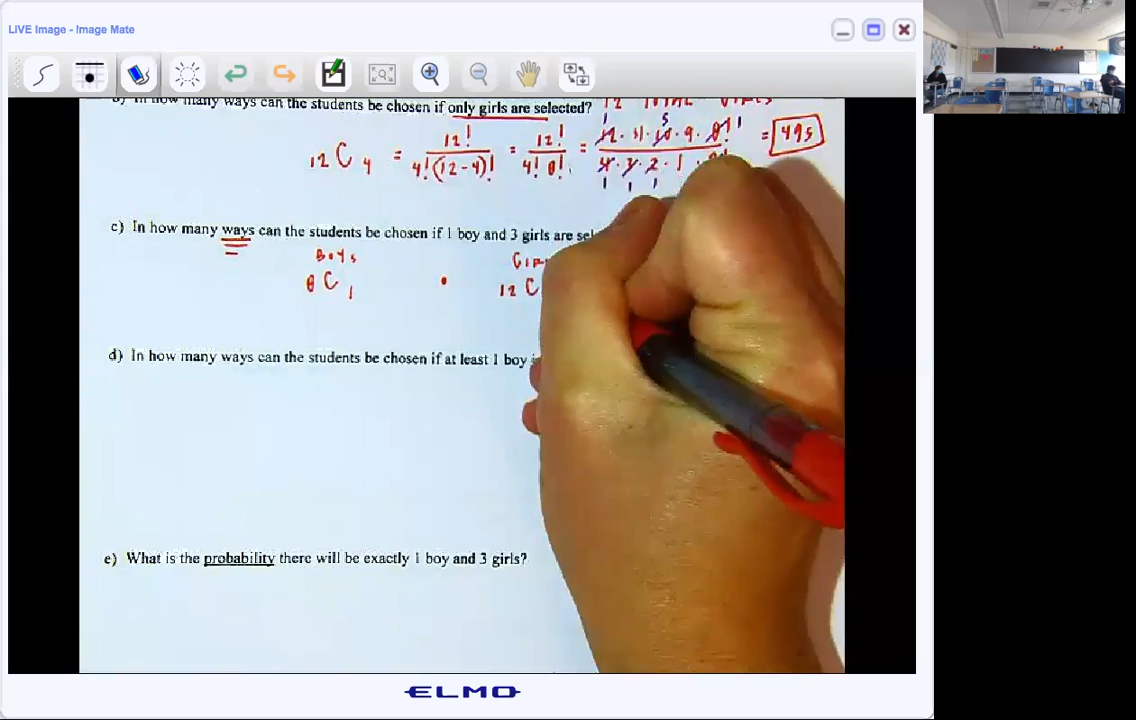 LIVE Image - Image Mate
In how many ways can the students be chosen if only girls are selected? 12 TOTAL GIRLS
12 C 4 = 12! / 4!(12-4)! = 12! / 4! 8! = 12 · 11 · 10 · 9 · 8! / 4 · 3 · 2 · 1 = 495
c) In how many ways can the students be chosen if 1 boy and 3 girls are
BOYS
8 C 1 · 12 C
d) In how many ways can the students be chosen if at least 1 boy
e) What is the probability there will be exactly 1 boy and 3 girls?
ELMO